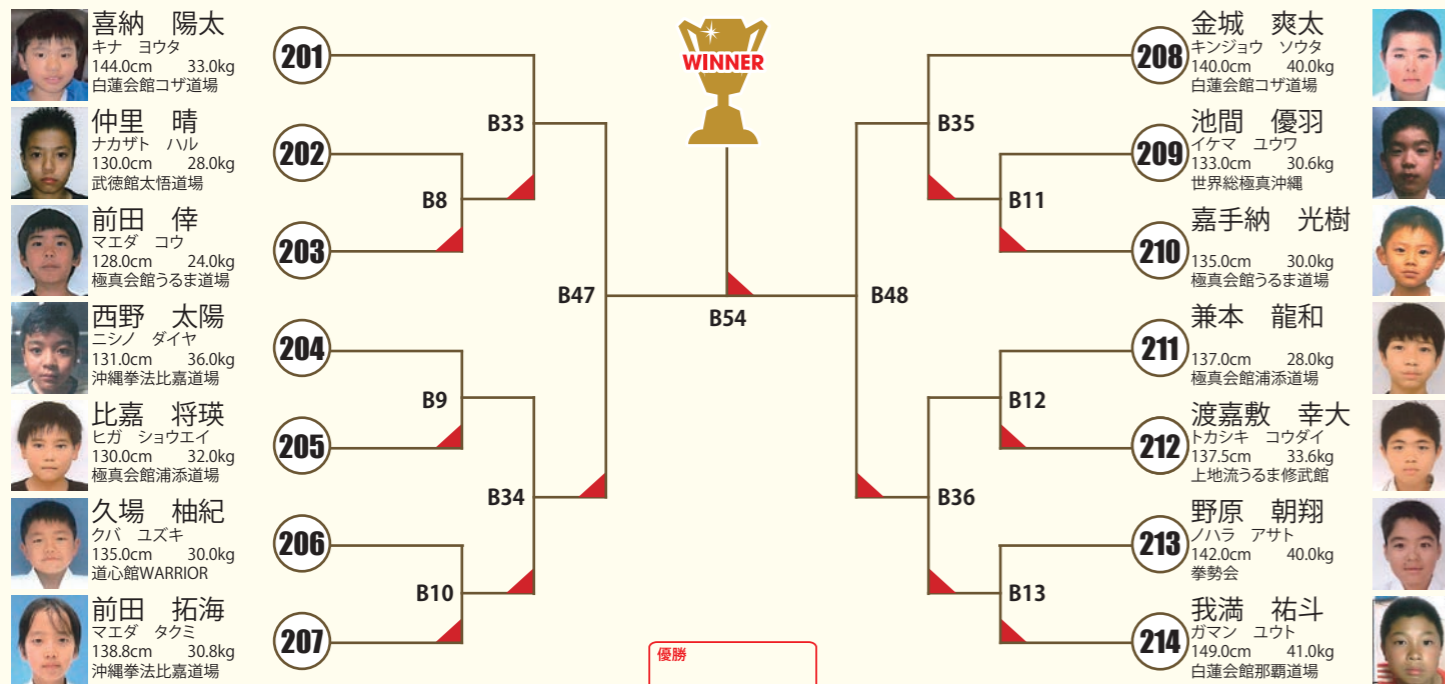 喜納 陽太
キナ ヨウタ
144.0cm 33.0kg
白蓮会館コザ道場
201
仲里 晴
ナカザト ハル
130.0cm 28.0kg
武徳館太悟道場
202
前田 倖
マエダ コウ
128.0cm 24.0kg
極真会館うるま道場
203
西野 太陽
ニシノ ダイヤ
131.0cm 36.0kg
沖縄拳法比嘉道場
204
比嘉 将瑛
ヒガ ショウエイ
130.0cm 32.0kg
極真会館浦添道場
205
久場 柚紀
クバ ユズキ
135.0cm 30.0kg
道心館WARRIOR
206
前田 拓海
マエダ タクミ
138.8cm 30.8kg
沖縄拳法比嘉道場
207
B33
B8
B47
B9
B34
B10
WINNER
B54
優勝
B35
B11
B48
B12
B36
B13
208
金城 爽太
キンジョウ ソウタ
140.0cm 40.0kg
白蓮会館コザ道場
209
池間 優羽
イケマ ユウワ
133.0cm 30.6kg
世界総極真沖縄
210
嘉手納 光樹
135.0cm 30.0kg
極真会館うるま道場
211
兼本 龍和
137.0cm 28.0kg
極真会館浦添道場
212
渡嘉敷 幸大
トカシキ コウダイ
137.5cm 33.6kg
上地流うるま修武館
213
野原 朝翔
ノハラ アサト
142.0cm 40.0kg
拳勢会
214
我満 祐斗
ガマン ユウト
149.0cm 41.0kg
白蓮会館那覇道場